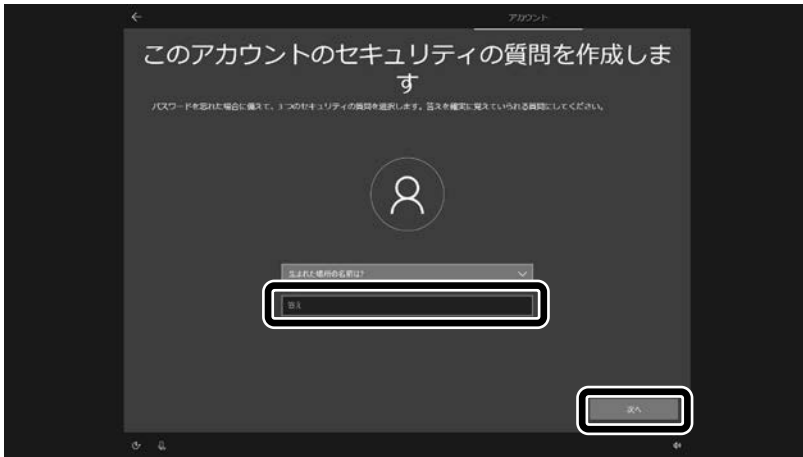 アカウント
このアカウントのセキュリティの質問を作成しま
す
パスワードを忘れた場合に備えて、3 つのセキュリティの質問を選択します。答えを確実に覚えていられる質問にしてください。
生まれた場所の名前は?
答え
次へ